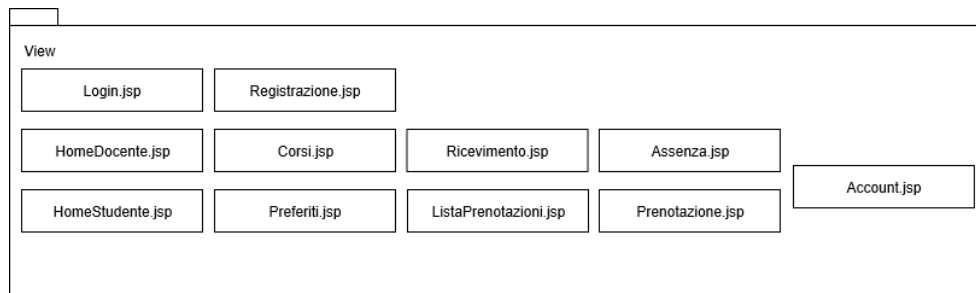 View
Login.jsp
Registrazione.jsp
HomeDocente.jsp
Corsi.jsp
Ricevimento.jsp
Assenza.jsp
Account.jsp
HomeStudente.jsp
Preferiti.jsp
ListaPrenotazioni.jsp
Prenotazione.jsp